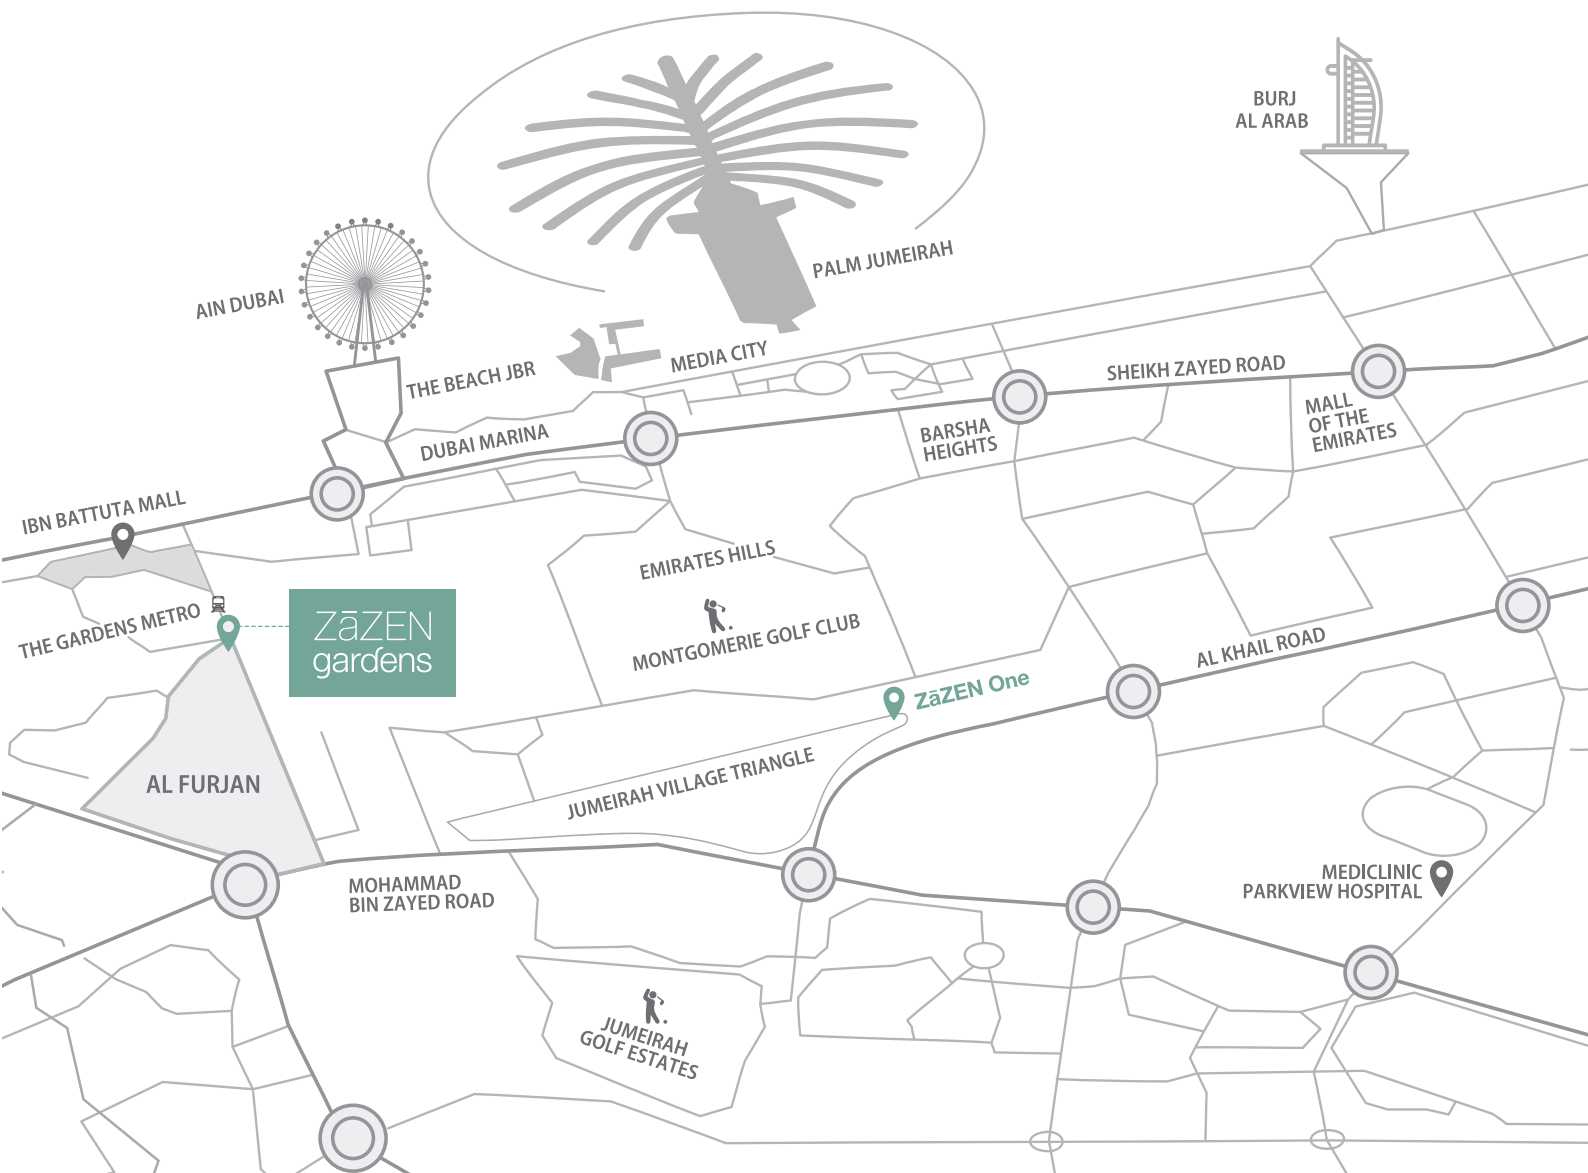 BURJ
AL ARAB
PALM JUMEIRAH
AIN DUBAI
THE BEACH JBR
MEDIA CITY
SHEIKH ZAYED ROAD
MALL
OF THE
EMIRATES
BARSHA
HEIGHTS
DUBAI MARINA
IBN BATTUTA MALL
EMIRATES HILLS
THE GARDENS METRO
ZāZEN
gardens
MONTGOMERIE GOLF CLUB
AL KHAIL ROAD
ZāZEN One
AL FURJAN
JUMEIRAH VILLAGE TRIANGLE
MOHAMMAD
BIN ZAYED ROAD
MEDICLINIC
PARKVIEW HOSPITAL
JUMEIRAH
GOLF ESTATES